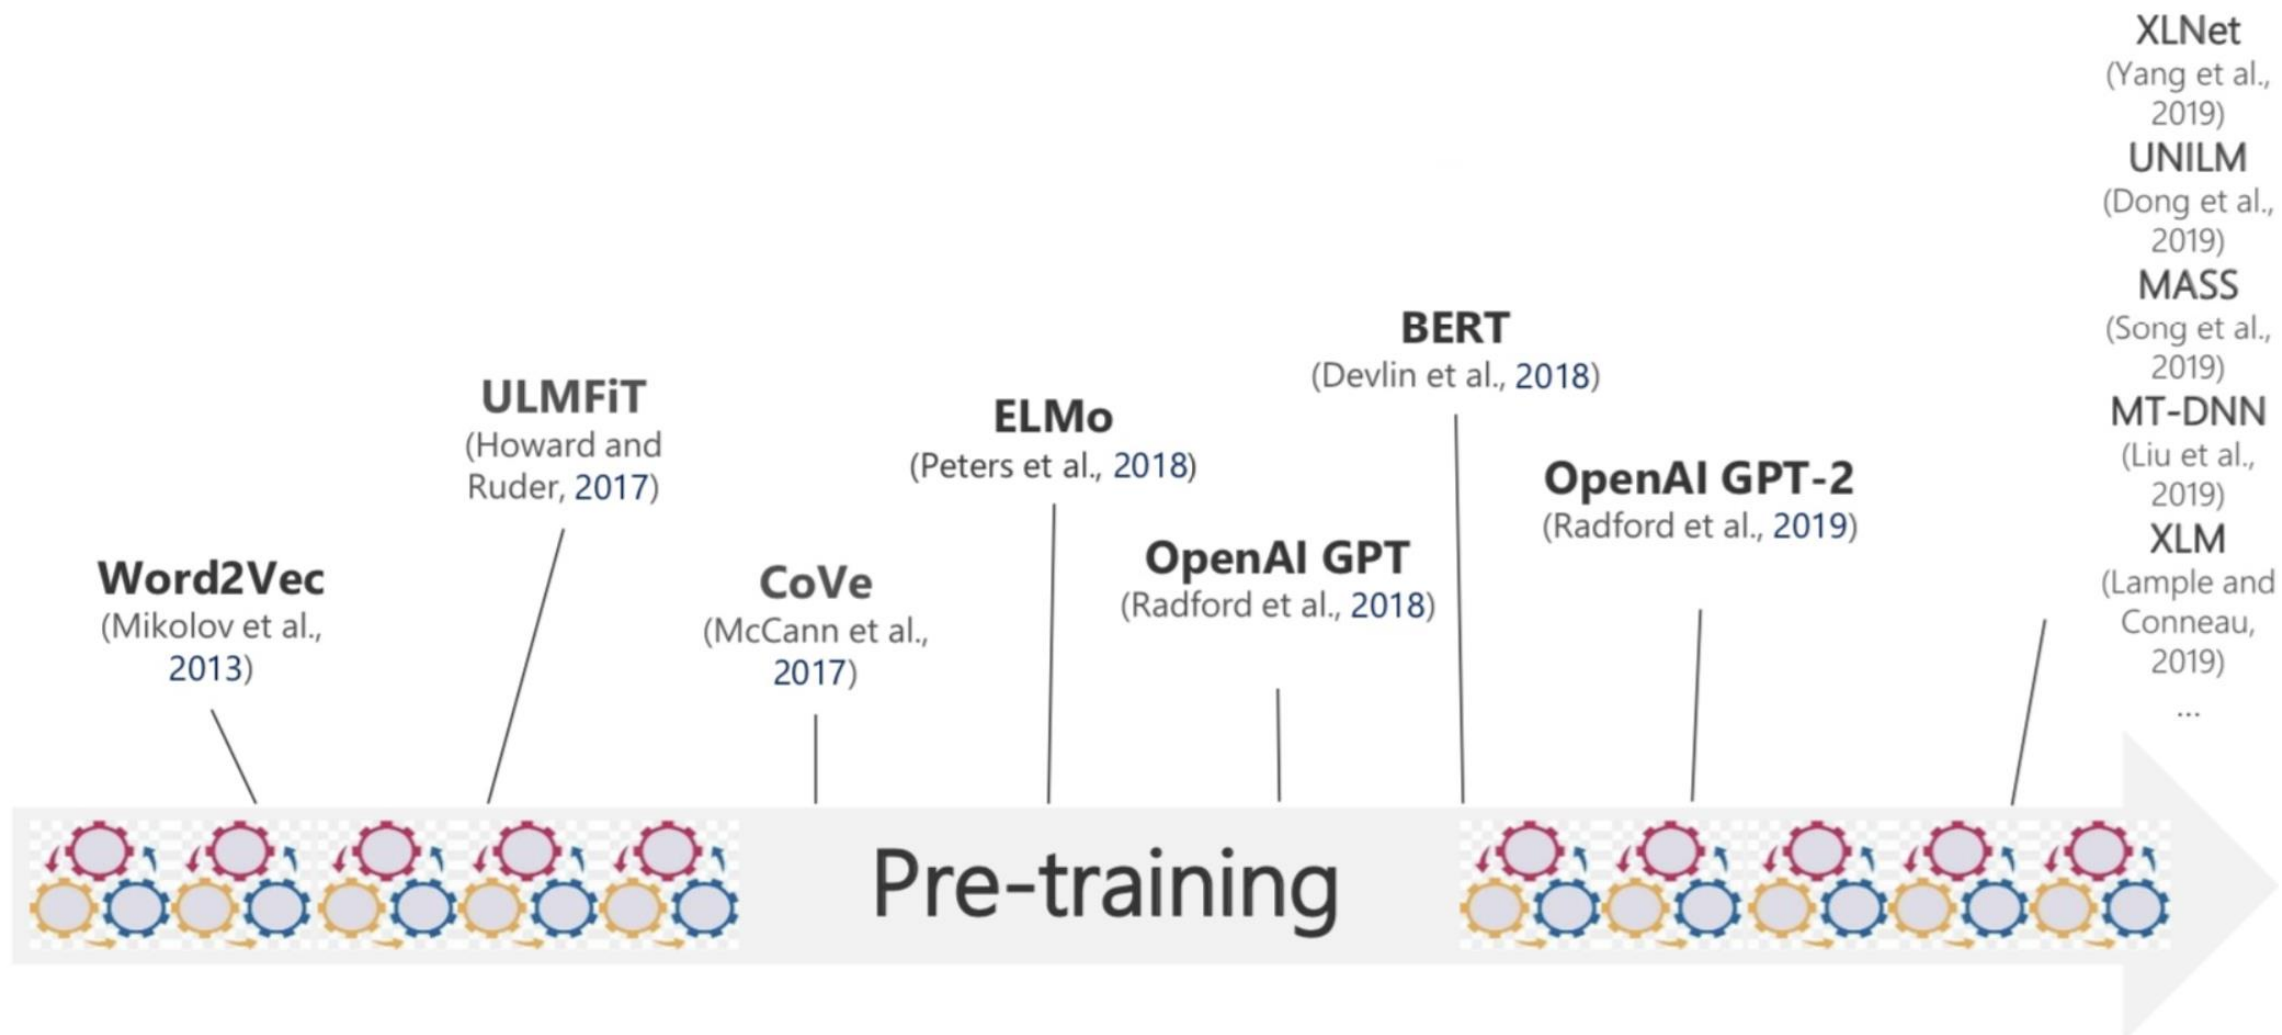 Word2Vec
(Mikolov et al.,
2013)
ULMFiT
(Howard and
Ruder, 2017)
CoVe
(McCann et al.,
2017)
ELMo
(Peters et al., 2018)
OpenAI GPT
(Radford et al., 2018)
BERT
(Devlin et al., 2018)
OpenAI GPT-2
(Radford et al., 2019)
XLNet
(Yang et al.,
2019)
UNILM
(Dong et al.,
2019)
MASS
(Song et al.,
2019)
MT-DNN
(Liu et al.,
2019)
XLM
(Lample and
Conneau,
2019)
...
Pre-training